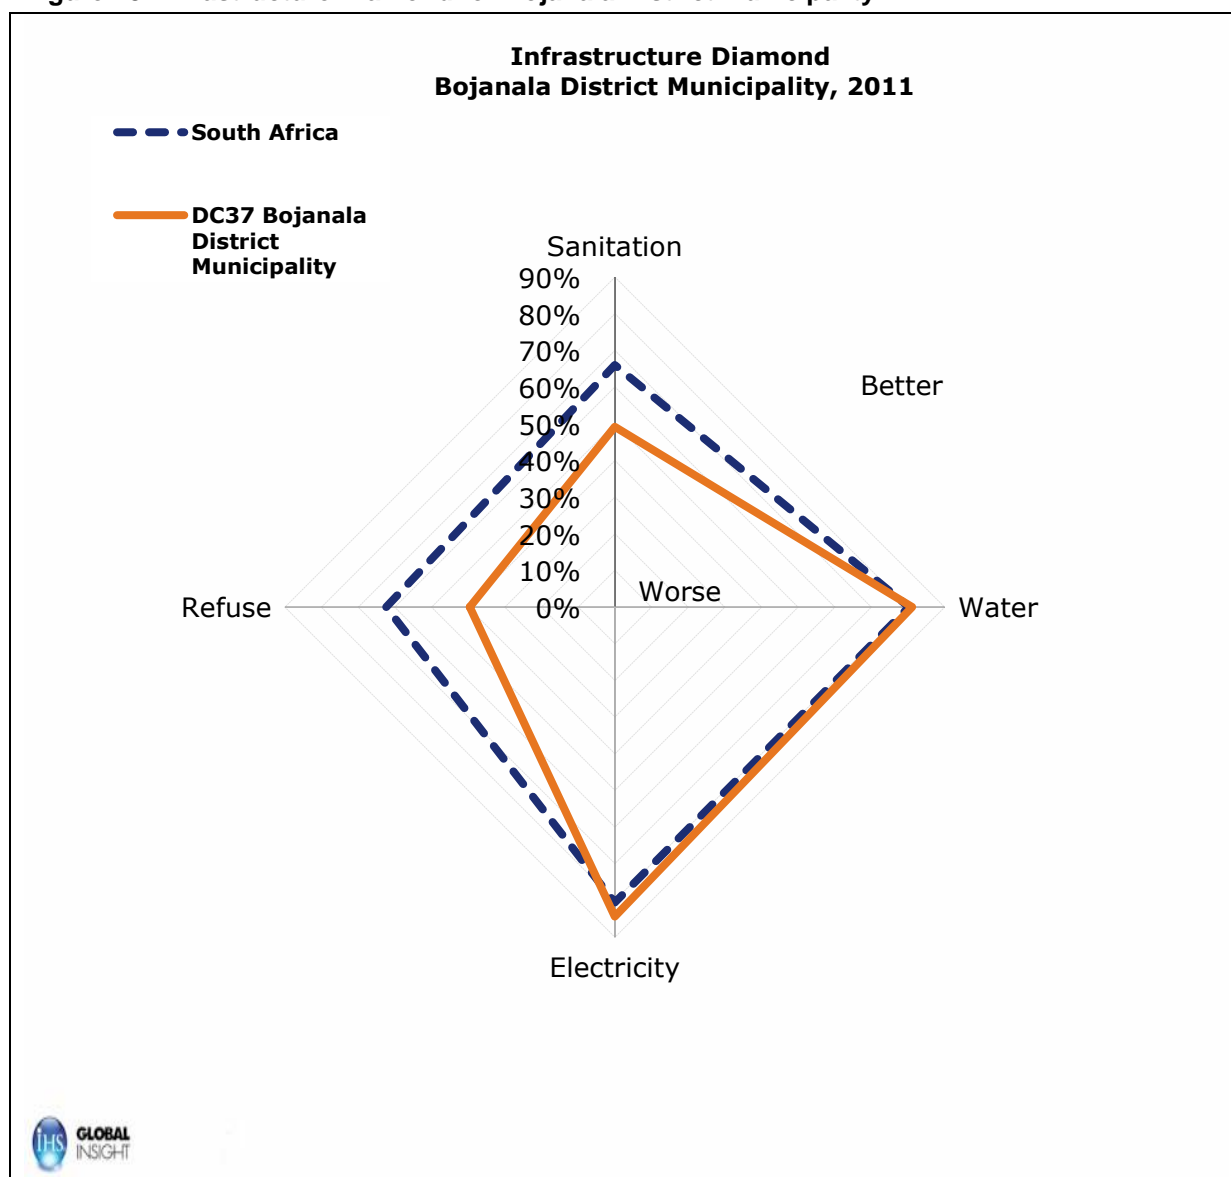 Infrastructure Diamond
Bojanala District Municipality, 2011
South Africa
DC37 Bojanala
District
Municipality
Sanitation
90%
80%
70%
60%
50%
40%
30%
20%
10%
0%
Better
Worse
Refuse
Water
Electricity
IHS GLOBAL
INSIGHT